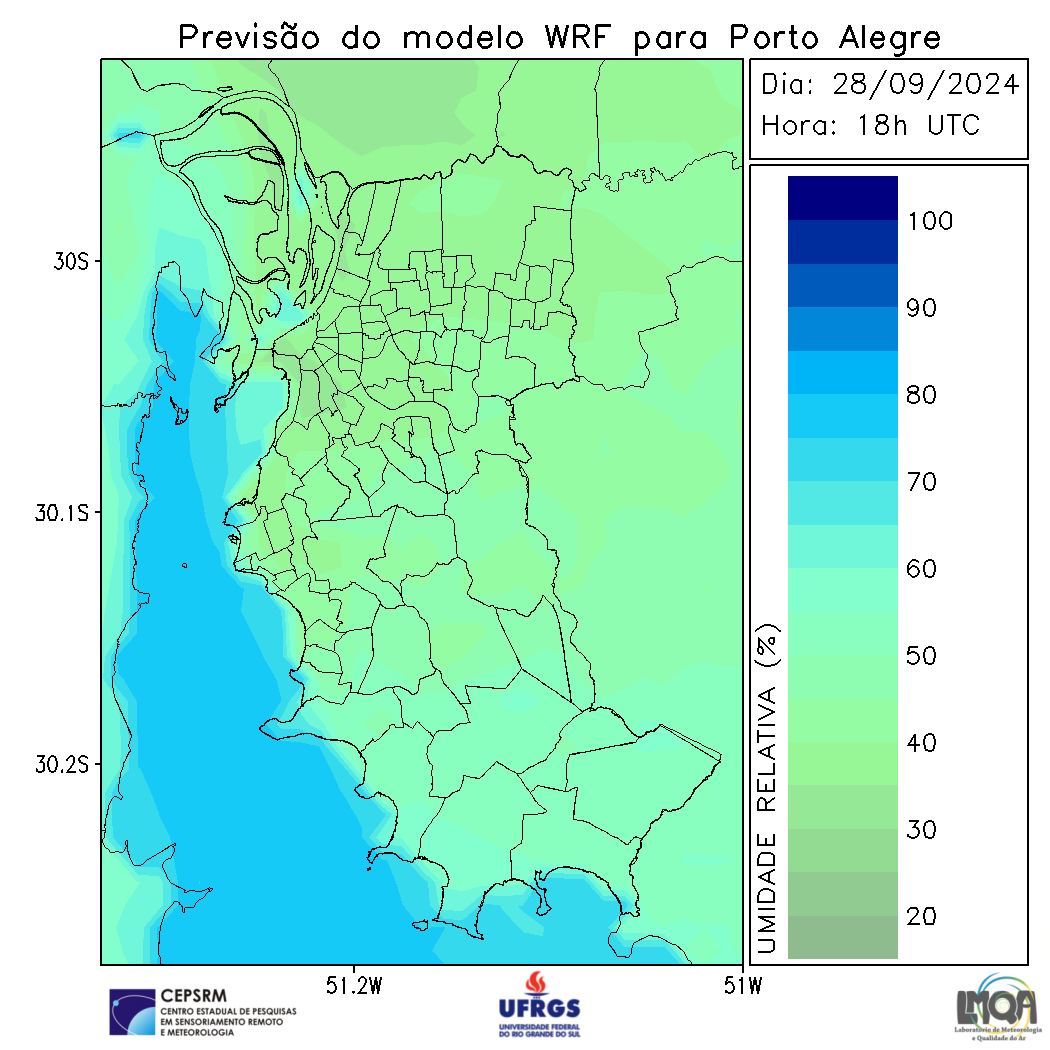 Previsão do modelo WRF para Porto Alegre
Dia: 28/09/2024
Hora: 18h UTC
30S
30.1S
30.2S
51.2W
51W
UMIDADE RELATIVA (%)
100
90
80
70
60
50
40
30
20
CEPSRM
CENTRO ESTADUAL DE PESQUISAS
EM SENSORIAMENTO REMOTO
E METEOROLOGIA
UFRGS
UNIVERSIDADE FEDERAL
DO RIO GRANDE DO SUL
LMQA
Laboratório de Meteorologia
e Qualidade do Ar